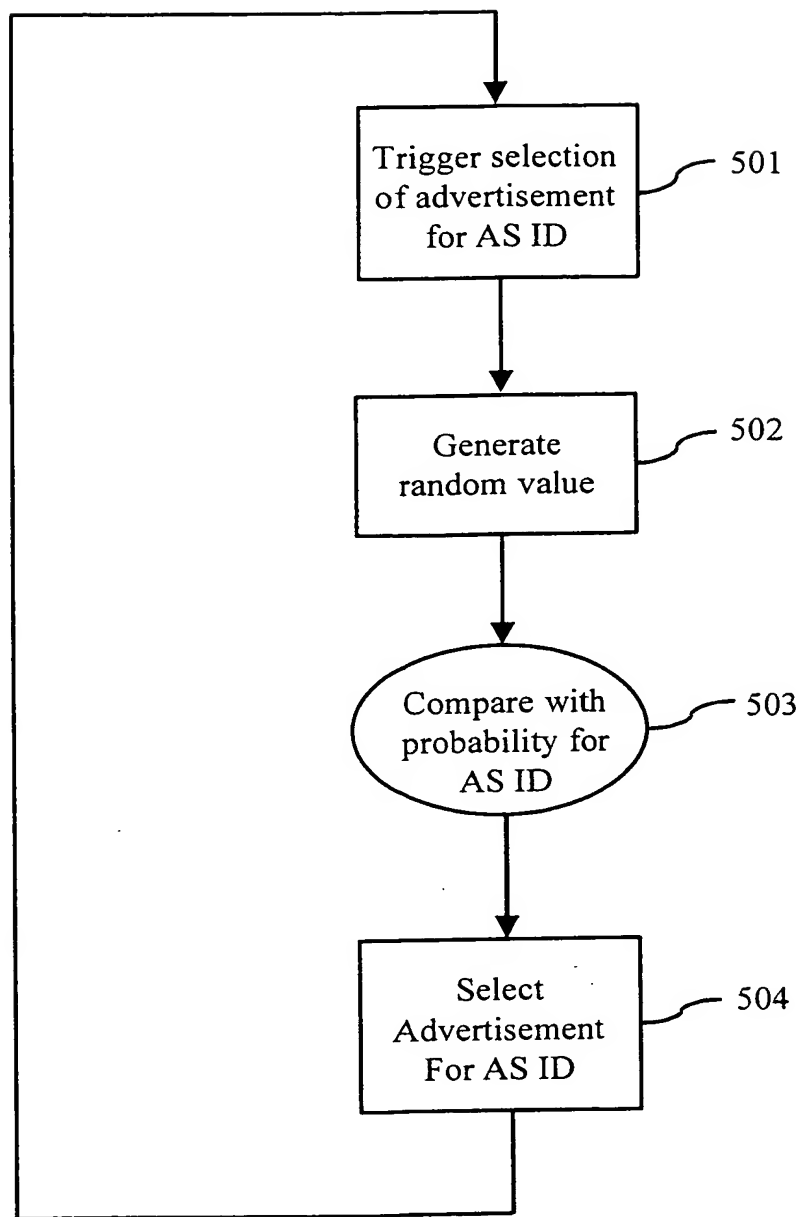 Trigger selection
of advertisement
for AS ID
501
Generate
random value
502
Compare with
probability for
AS ID
503
Select
Advertisement
For AS ID
504